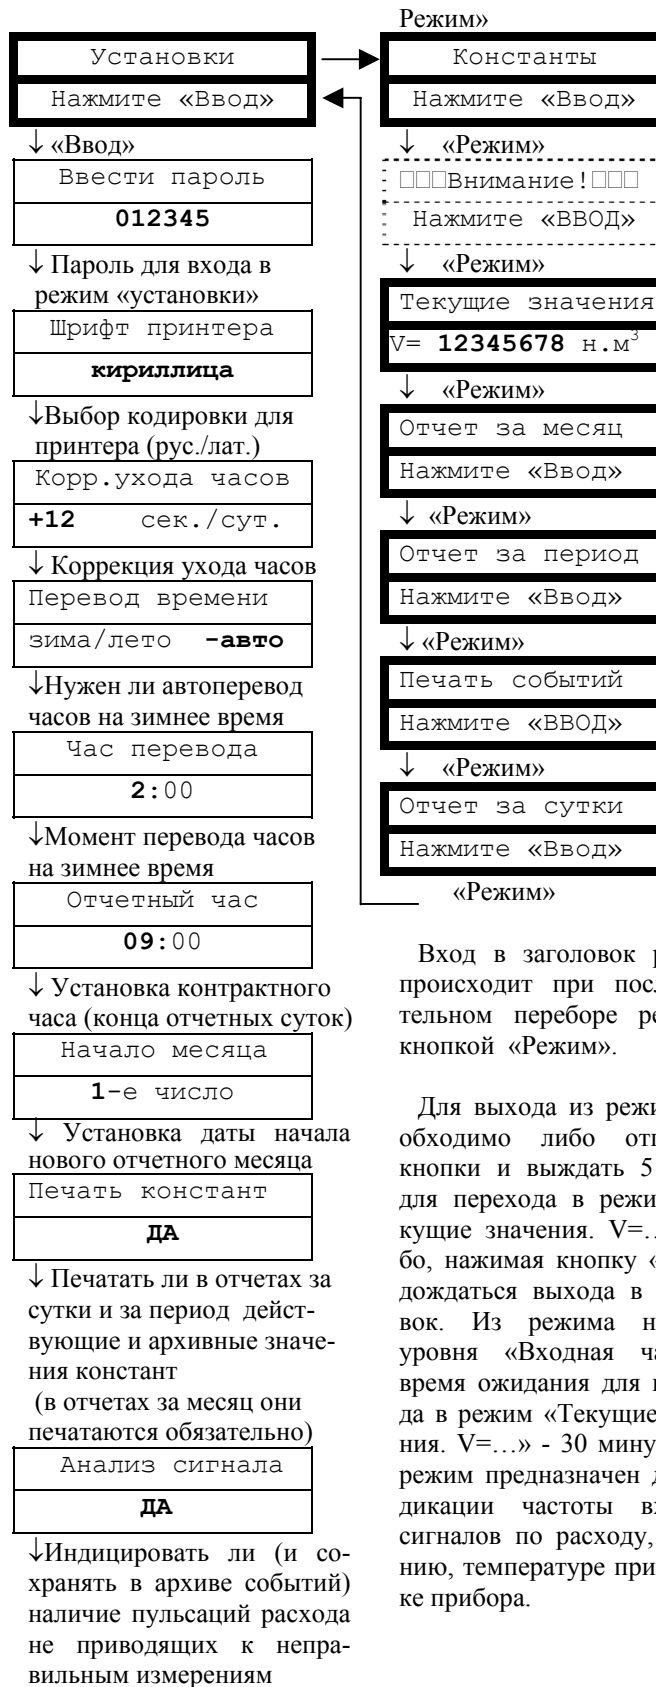 Установки
Нажмите «Ввод»
↓ «Ввод»
Ввести пароль
012345
↓ Пароль для входа в
режим «установки»
Шрифт принтера
кириллица
↓Выбор кодировки для
принтера (рус./лат.)
Корр.ухода часов
+12 сек./сут.
↓ Коррекция ухода часов
Перевод времени
зима/лето -авто
↓Нужен ли автоперевод
часов на зимнее время
Час перевода
2:00
↓Момент перевода часов
на зимнее время
Отчетный час
09:00
↓ Установка контрактного
часа (конца отчетных суток)
Начало месяца
1-е число
↓ Установка даты начала
нового отчетного месяца
Печать констант
ДА
↓ Печатать ли в отчетах за
сутки и за период дейст-
вующие и архивные значе-
ния констант
(в отчетах за месяц они
печатаются обязательно)
Анализ сигнала
ДА
↓Индицировать ли (и со-
хранять в архиве событий)
наличие пульсаций расхода
не приводящих к непра-
вильным измерениям
Режим»
Константы
Нажмите «Ввод»
↓ «Режим»
□□□Внимание!□□□
Нажмите «ВВОД»
↓ «Режим»
Текущие значения
V= 12345678 н.м³
↓ «Режим»
Отчет за месяц
Нажмите «Ввод»
↓ «Режим»
Отчет за период
Нажмите «Ввод»
↓ «Режим»
Печать событий
Нажмите «ВВОД»
↓ «Режим»
Отчет за сутки
Нажмите «Ввод»
«Режим»
Вход в заголовок
происходит при
тельном переборе
кнопкой «Режим».
Для выхода из
обходимо либо
кнопки и выждать 5
для перехода в
кущие значения. V=…
бо, нажимая кнопку
дождаться выхода в
вок. Из режима
уровня «Входная
время ожидания для
да в режим «Текущие
ния. V=…» - 30
режим предназначен
дикации частоты
сигналов по расходу,
нию, температуре
ке прибора.